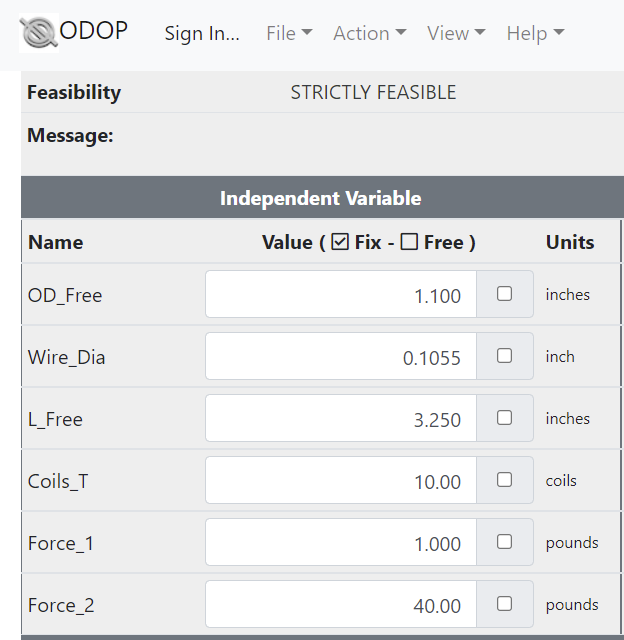 ODOP Sign In... File Action View Help
Feasibility STRICTLY FEASIBLE
Message:
Independent Variable
Name Value ( ☑ Fix - ☐ Free ) Units
OD_Free 1.100 inches
Wire_Dia 0.1055 inch
L_Free 3.250 inches
Coils_T 10.00 coils
Force_1 1.000 pounds
Force_2 40.00 pounds